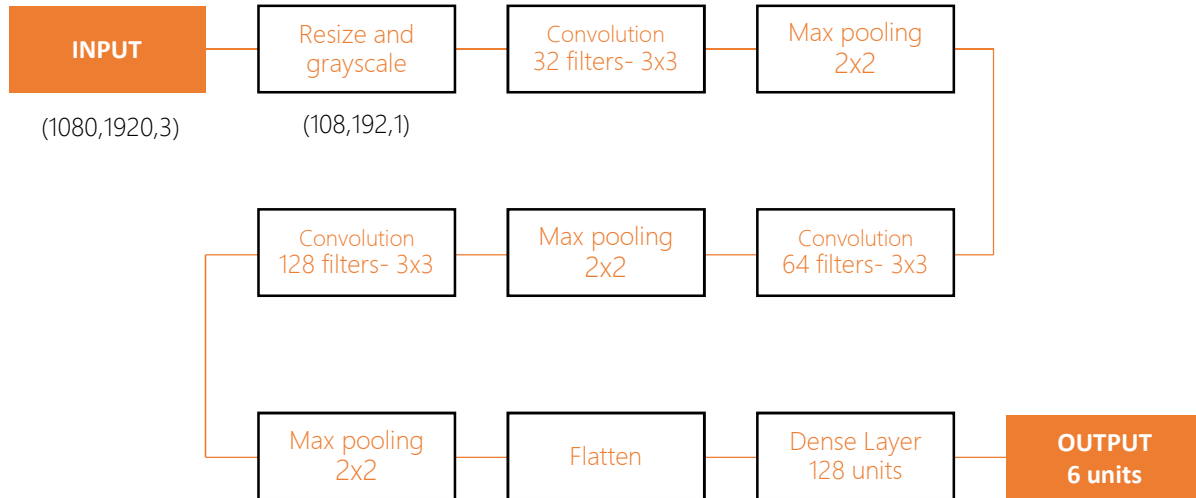 INPUT
Resize and
grayscale
Convolution
32 filters- 3x3
Max pooling
2x2
(1080,1920,3)
(108,192,1)
Convolution
128 filters- 3x3
Max pooling
2x2
Convolution
64 filters- 3x3
Max pooling
2x2
Flatten
Dense Layer
128 units
OUTPUT
6 units